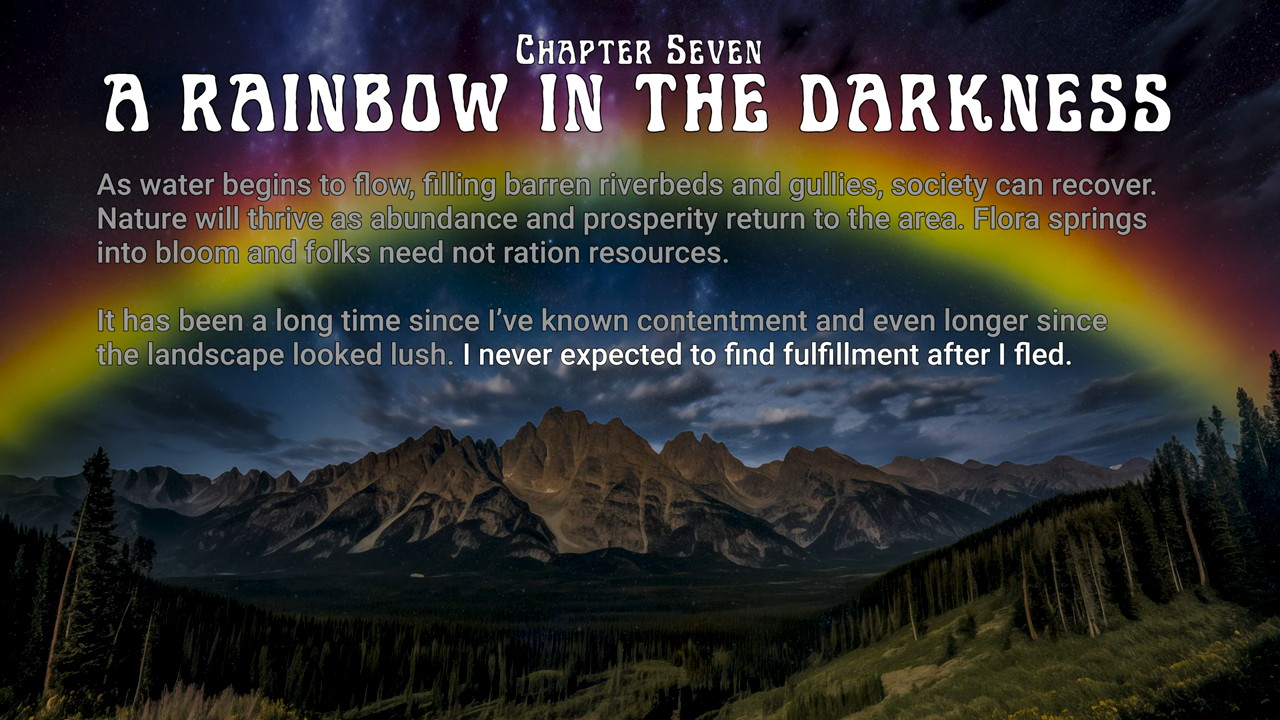 Chapter Seven
A RAINBOW IN THE DARKNESS
As water begins to flow, filling barren riverbeds and gullies, society can recover.
Nature will thrive as abundance and prosperity return to the area. Flora springs
into bloom and folks need not ration resources.
It has been a long time since I’ve known contentment and even longer since
the landscape looked lush. I never expected to find fulfillment after I fled.